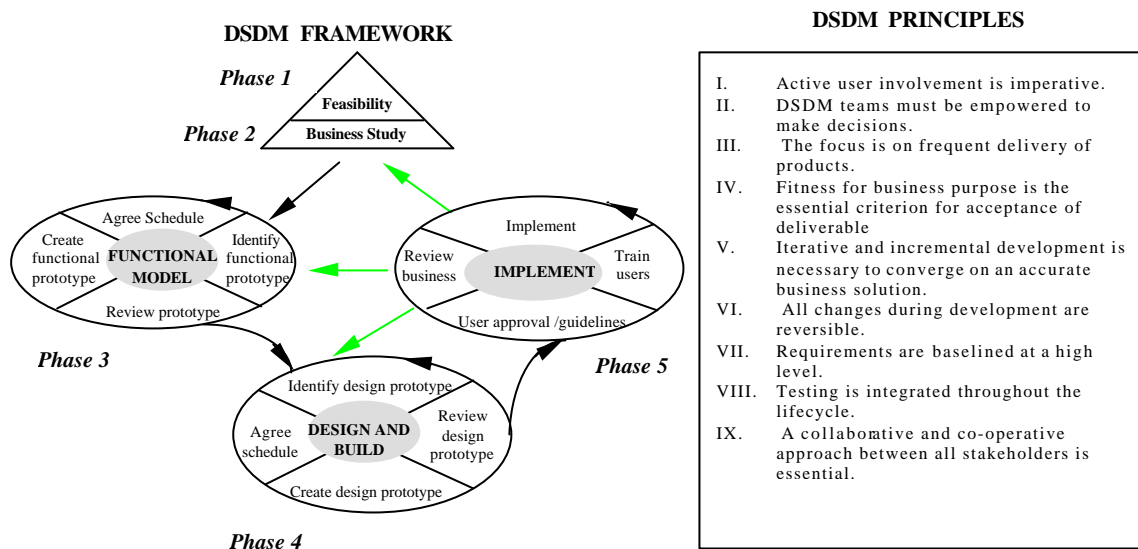 DSDM FRAMEWORK
Phase 1
Feasibility
Phase 2
Business Study
Agree Schedule
Create
functional
prototype
FUNCTIONAL
MODEL
Identify
functional
prototype
Review prototype
Phase 3
Implement
Review
business
IMPLEMENT
Train
users
User approval /guidelines
Phase 5
Identify design prototype
Agree
schedule
DESIGN AND
BUILD
Review
design
prototype
Create design prototype
Phase 4
DSDM PRINCIPLES
I. Active user involvement is imperative.
II. DSDM teams must be empowered to
make decisions.
III. The focus is on frequent delivery of
products.
IV. Fitness for business purpose is the
essential criterion for acceptance of
deliverable
V. Iterative and incremental development is
necessary to converge on an accurate
business solution.
VI. All changes during development are
reversible.
VII. Requirements are baselined at a high
level.
VIII. Testing is integrated throughout the
lifecycle.
IX. A collaborative and co-operative
approach between all stakeholders is
essential.